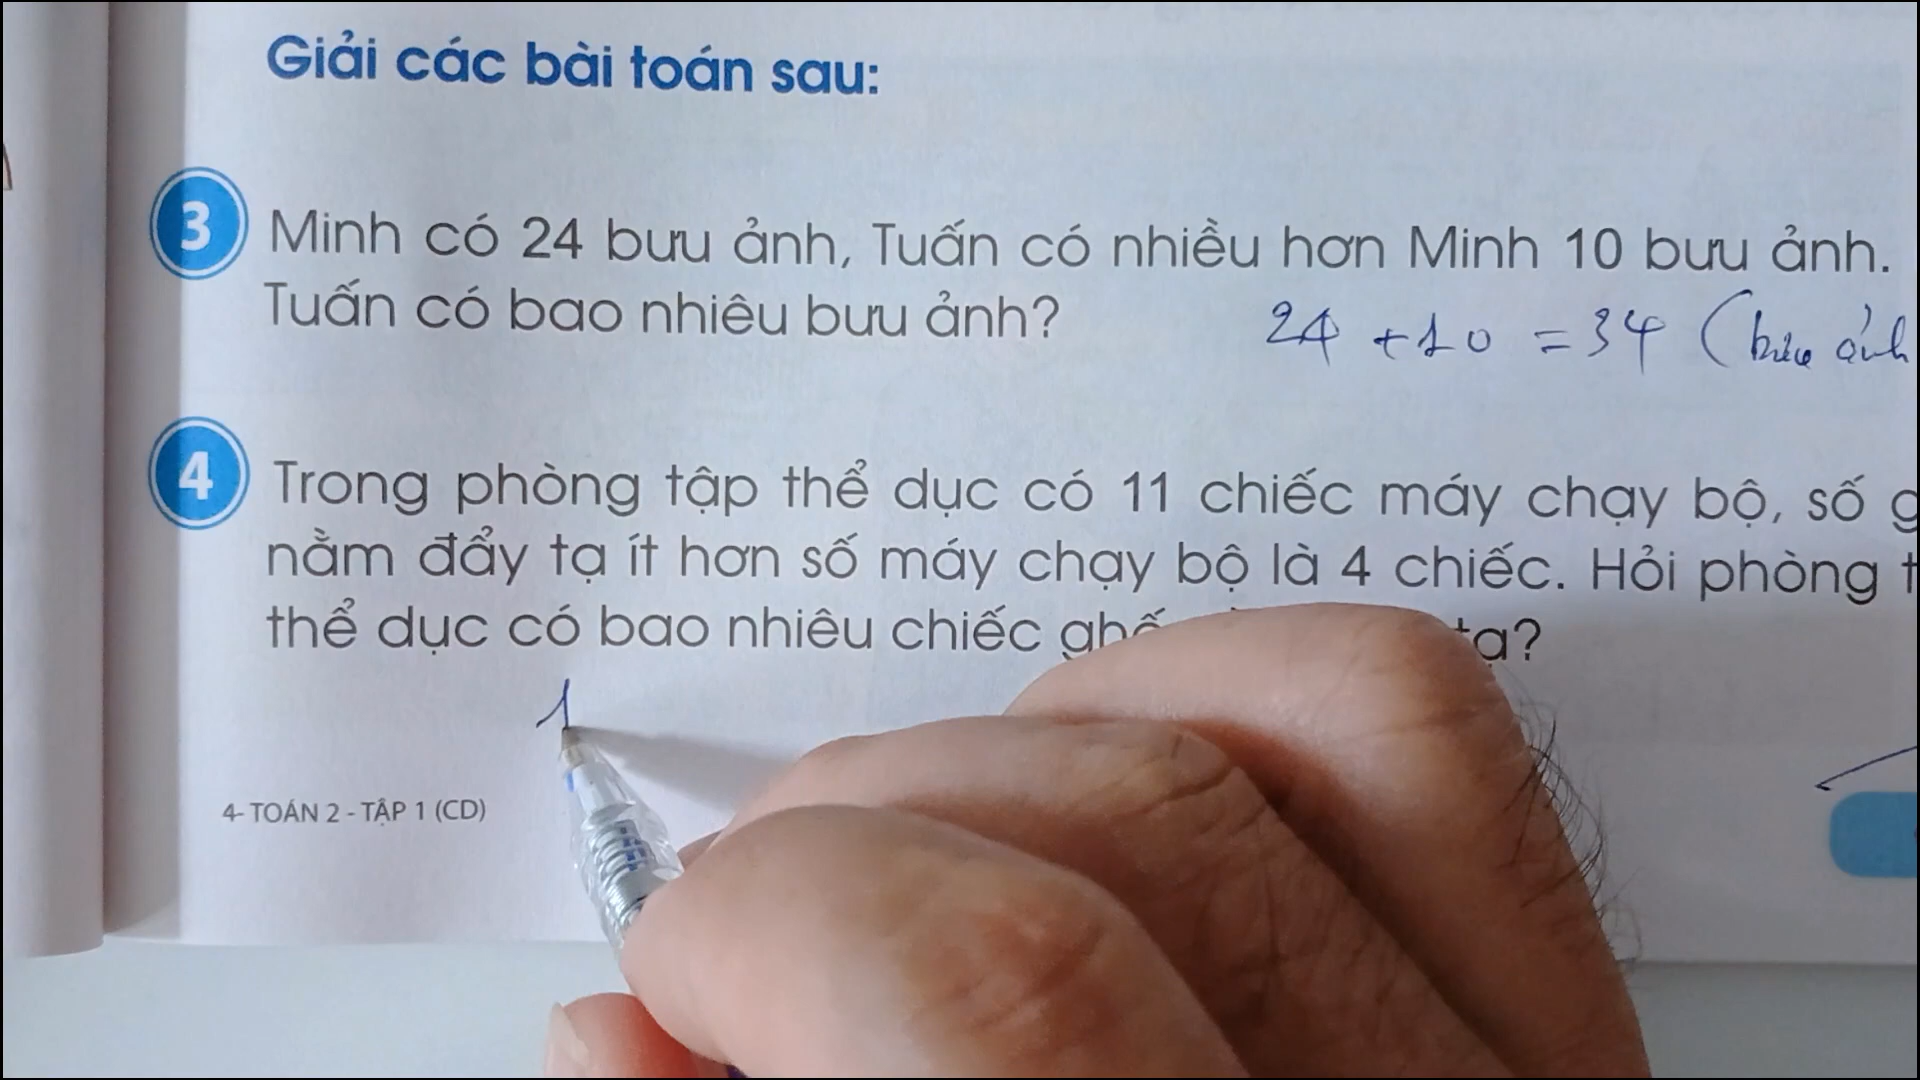 Giải các bài toán sau:
3 Minh có 24 bưu ảnh, Tuấn có nhiều hơn Minh 10 bưu ảnh.
Tuấn có bao nhiêu bưu ảnh?
24 + 10 = 34 (bưu ảnh
4 Trong phòng tập thể dục có 11 chiếc máy chạy bộ, số
nằm đẩy tạ ít hơn số máy chạy bộ là 4 chiếc. Hỏi phòng
thể dục có bao nhiêu chiếc ghế tạ?
1
4- TOÁN 2 - TẬP 1 (CD)